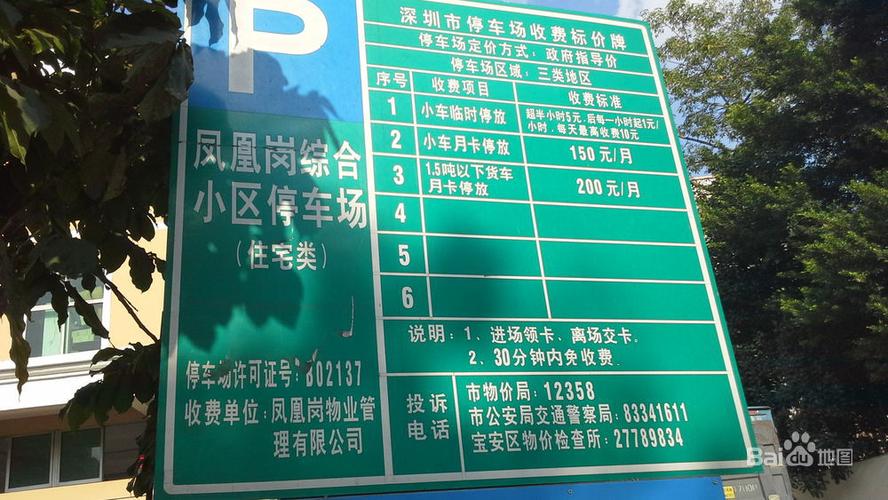 P
凤凰岗综合
小区停车场
(住宅类)
停车场许可证号:B02137
收费单位:凤凰岗物业管
理有限公司
深圳市停车场收费标价牌
停车场定价方式:政府指导价
停车场区域:三类地区
序号 收费项目 收费标准
1 小车临时停放 超半小时5元,后每一小时起1元/
小时,每天最高收费10元
2 小车月卡停放 150元/月
3 1.5吨以下货车
月卡停放 200元/月
4
5
6
说明:1、进场领卡、离场交卡。
2、30分钟内免收费
投诉
电话
市物价局:12358
市公安局交通警察局:83341611
宝安区物价检查所:27789834
Baidu地图